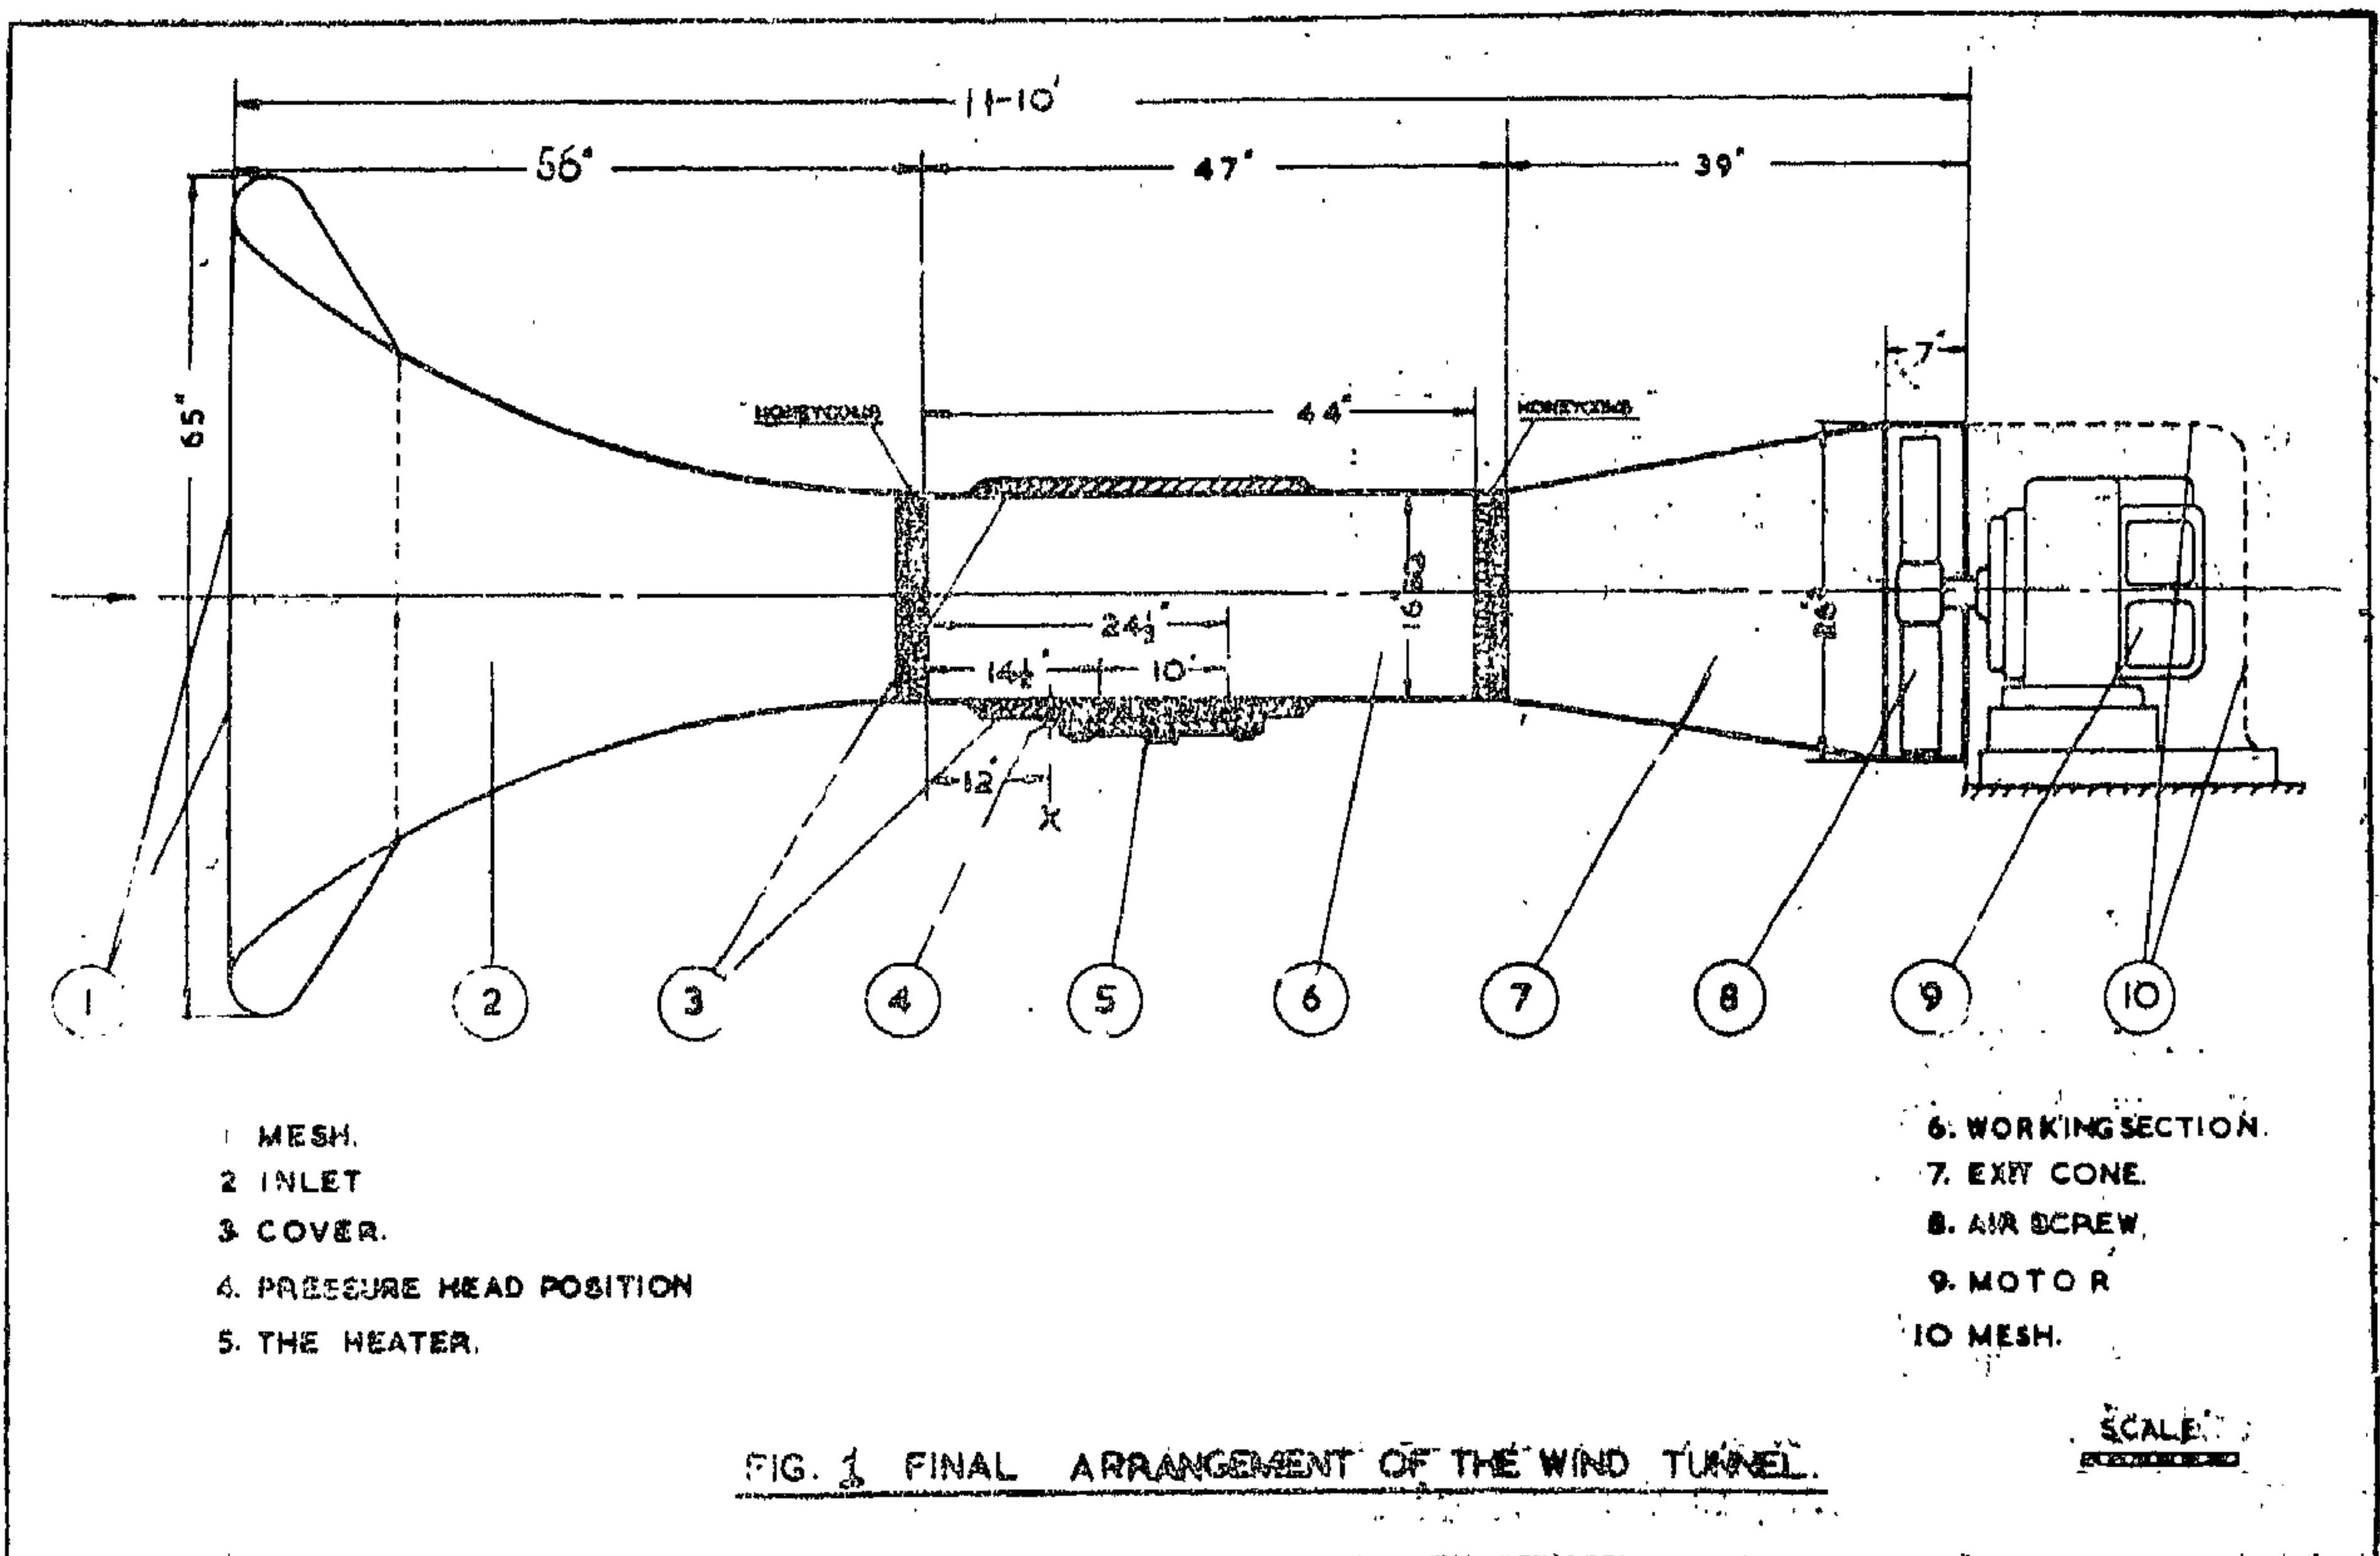 11-10'
56" 47" 39"
7"
65"
HONEYCOMB 44" HONEYCOMB
24½"
14½" 10"
12"
X
1 2 3 4 5 6 7 8 9 10
1 MESH.
2 INLET
3 COVER.
4. PRESSURE HEAD POSITION
5. THE HEATER.
6. WORKING SECTION.
7. EXIT CONE.
8. AIR SCREW.
9. MOTOR
10 MESH.
SCALE
FIG. 1 FINAL ARRANGEMENT OF THE WIND TUNNEL.